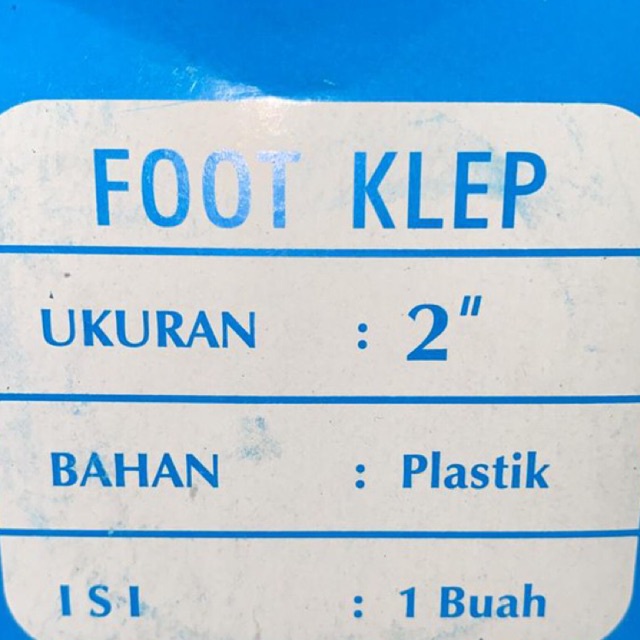 FOOT KLEP
UKURAN : 2"
BAHAN : Plastik
ISI : 1 Buah